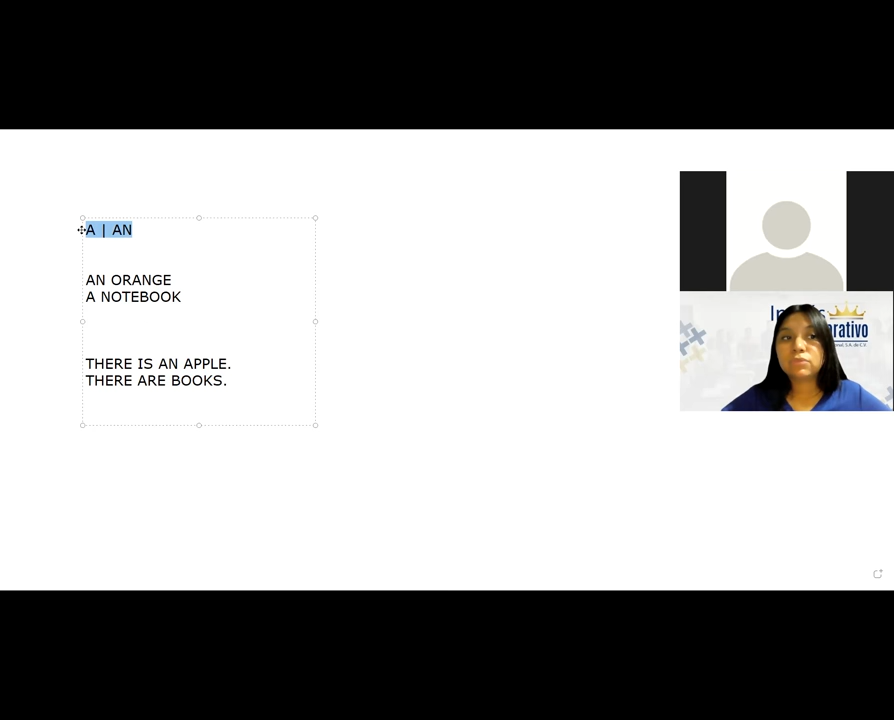 A | AN
AN ORANGE
A NOTEBOOK
THERE IS AN APPLE.
THERE ARE BOOKS.